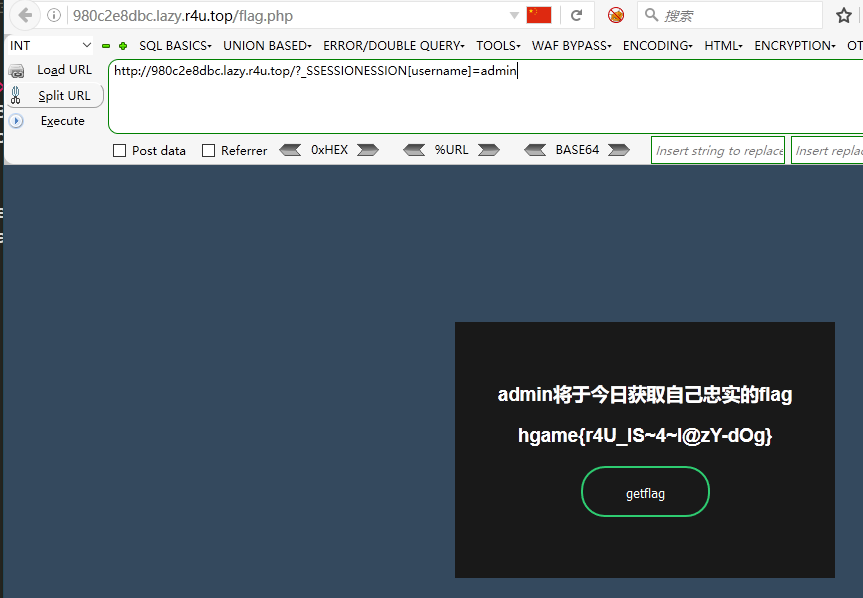 980c2e8dbc.lazy.r4u.top/flag.php
搜索
INT SQL BASICS UNION BASED ERROR/DOUBLE QUERY TOOLS WAF BYPASS ENCODING HTML ENCRYPTION OT
Load URL http://980c2e8dbc.lazy.r4u.top/?_SSESSIONESSION[username]=admin
Split URL
Execute
Post data Referrer 0xHEX %URL BASE64 Insert string to replace Insert replac
admin将于今日获取自己忠实的flag
hgame{r4U_IS~4~l@zY-dOg}
getflag